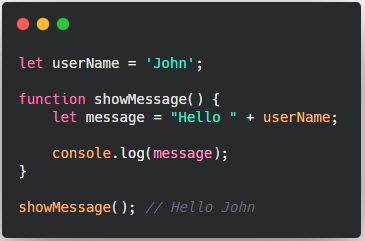 let userName = 'John';
function showMessage() {
let message = "Hello " + userName;
console.log(message);
}
showMessage(); // Hello John